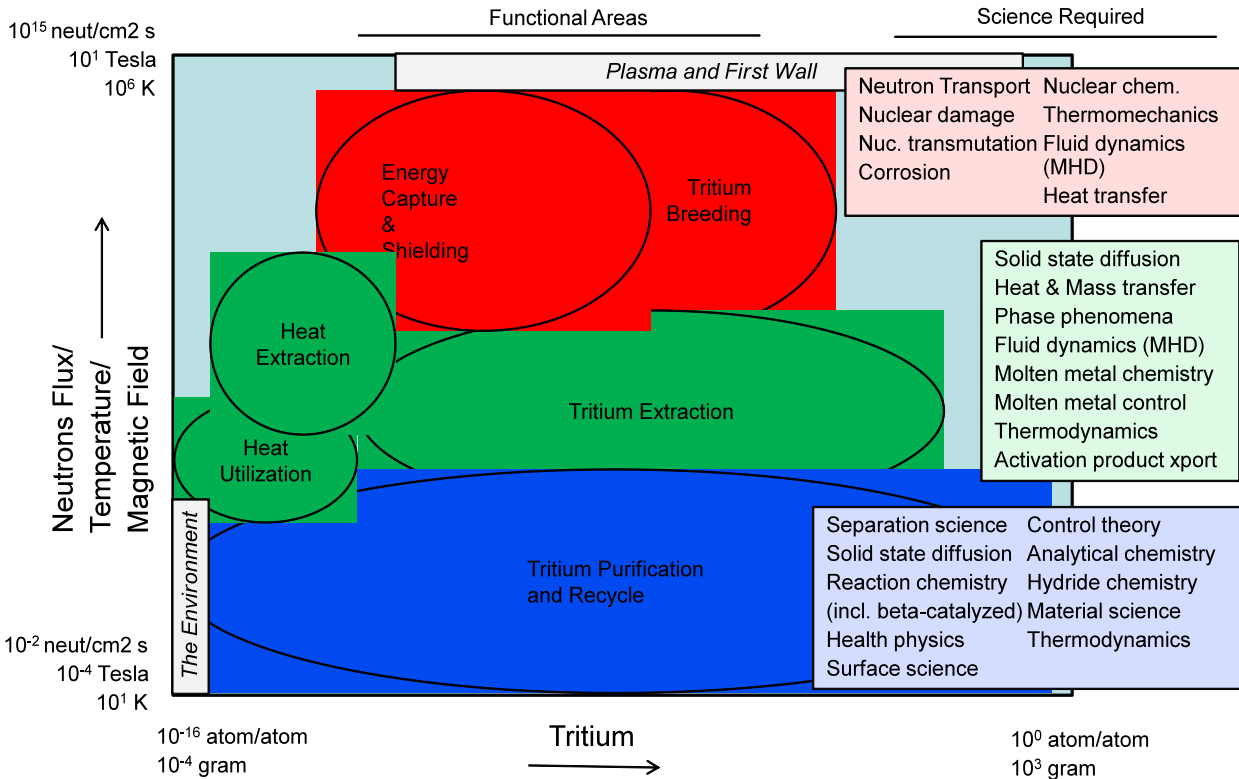 Functional Areas
Science Required
10¹⁵ neut/cm2 s
10¹ Tesla
10⁶ K
Plasma and First Wall
Neutron Transport
Nuclear damage
Nuc. transmutation
Corrosion
Nuclear chem.
Thermomechanics
Fluid dynamics
(MHD)
Heat transfer
Energy
Capture
&
Shielding
Tritium
Breeding
Heat
Extraction
Tritium Extraction
Heat
Utilization
Solid state diffusion
Heat & Mass transfer
Phase phenomena
Fluid dynamics (MHD)
Molten metal chemistry
Molten metal control
Thermodynamics
Activation product xport
Neutrons Flux/
Temperature/
Magnetic Field
The Environment
Tritium Purification
and Recycle
Separation science
Solid state diffusion
Reaction chemistry
(incl. beta-catalyzed)
Health physics
Surface science
Control theory
Analytical chemistry
Hydride chemistry
Material science
Thermodynamics
10⁻² neut/cm2 s
10⁻⁴ Tesla
10¹ K
10⁻¹⁶ atom/atom
10⁻⁴ gram
Tritium
10⁰ atom/atom
10³ gram